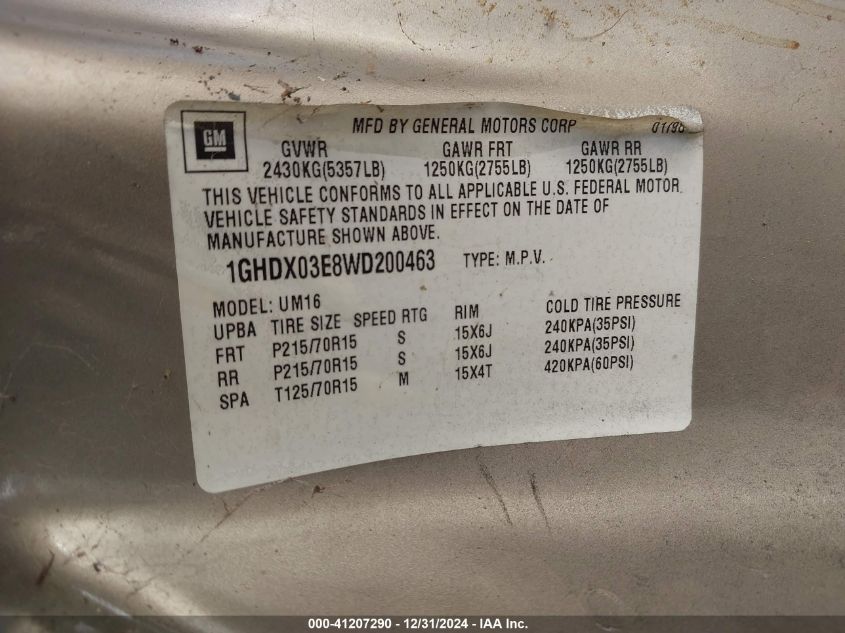 GM
MFD BY GENERAL MOTORS CORP 01/98
GVWR GAWR FRT GAWR RR
2430KG(5357LB) 1250KG(2755LB) 1250KG(2755LB)
THIS VEHICLE CONFORMS TO ALL APPLICABLE U.S. FEDERAL MOTOR
VEHICLE SAFETY STANDARDS IN EFFECT ON THE DATE OF
MANUFACTURE SHOWN ABOVE.
1GHDX03E8WD200463 TYPE: M.P.V.
MODEL: UM16
UPBA TIRE SIZE SPEED RTG RIM COLD TIRE PRESSURE
FRT P215/70R15 S 15X6J 240KPA(35PSI)
RR P215/70R15 S 15X6J 240KPA(35PSI)
SPA T125/70R15 M 15X4T 420KPA(60PSI)
000-41207290 - 12/31/2024 - IAA Inc.